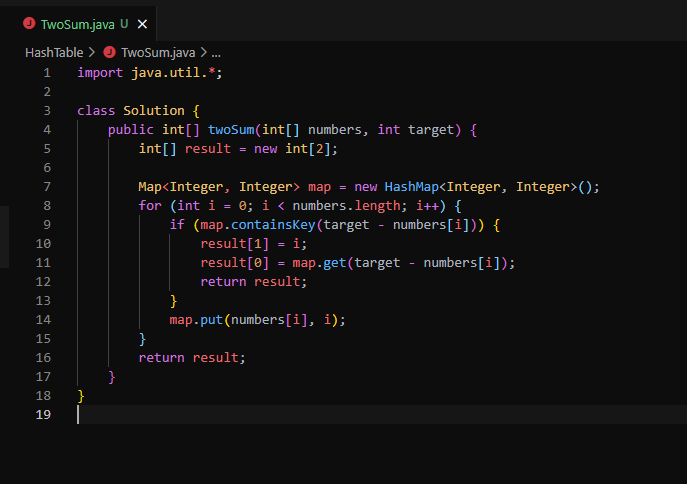 TwoSum.java U
HashTable > TwoSum.java > ...
1 import java.util.*;
2
3 class Solution {
4     public int[] twoSum(int[] numbers, int target) {
5         int[] result = new int[2];
6
7         Map<Integer, Integer> map = new HashMap<Integer, Integer>();
8         for (int i = 0; i < numbers.length; i++) {
9             if (map.containsKey(target - numbers[i])) {
10                 result[1] = i;
11                 result[0] = map.get(target - numbers[i]);
12                 return result;
13             }
14             map.put(numbers[i], i);
15         }
16         return result;
17     }
18 }
19